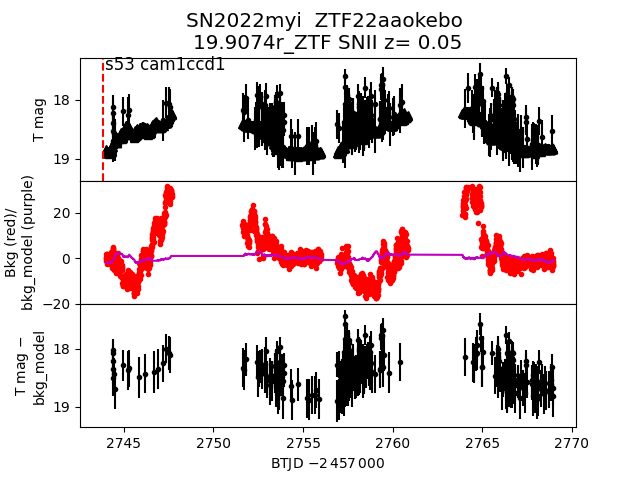 SN2022myi  ZTF22aaokebo
19.9074r_ZTF SNII z= 0.05
s53 cam1ccd1
T mag
18
19
Bkg (red)/
bkg_model (purple)
20
0
−20
T mag −
bkg_model
18
19
2745 2750 2755 2760 2765 2770
BTJD −2 457 000